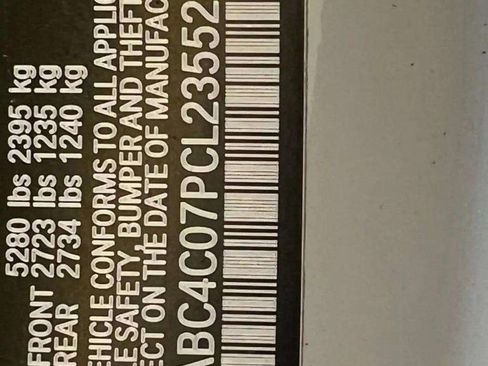 5280 lbs 2395 kg
FRONT 2723 lbs 1235 kg
REAR 2734 lbs 1240 kg
EHICLE CONFORMS TO ALL APPLIC
E SAFETY, BUMPER AND THEFT
ECT ON THE DATE OF MANUFAC
ABC4C07PCL23552